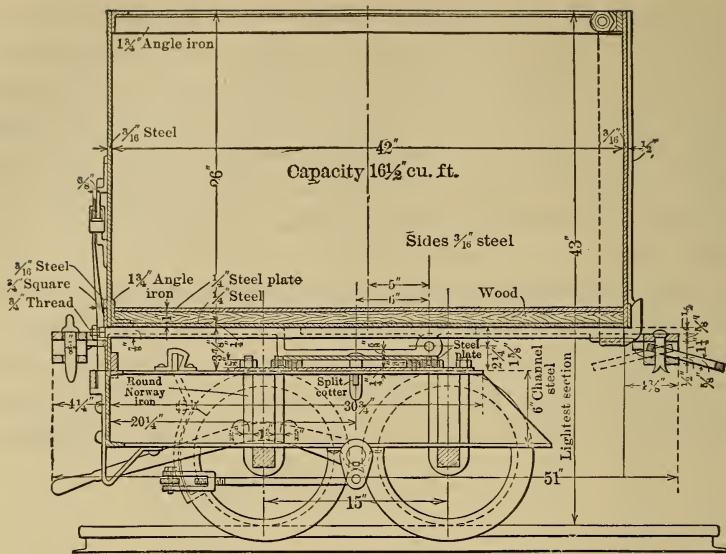 1¾" Angle iron
3/16" Steel
26"
42"
3/16"
43"
Capacity 16½" cu. ft.
⅜"
Sides 3/16" steel
3/16" Steel
¾" Square
¾" Thread
1¾" Angle
iron
¼" Steel plate
¼" Steel
5"
6"
Wood
Steel
plate
Round
Norway
iron
Split
cotter
4¼"
30¾"
20¼"
6" Channel
steel
Lightest section
51"
15"